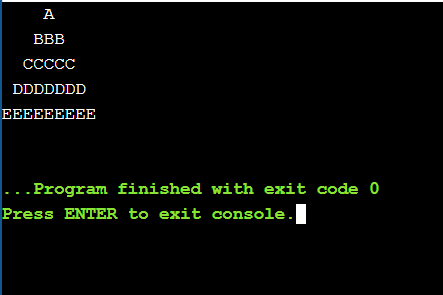 A
BBB
CCCCC
DDDDDDD
EEEEEEEEE
...Program finished with exit code 0
Press ENTER to exit console.